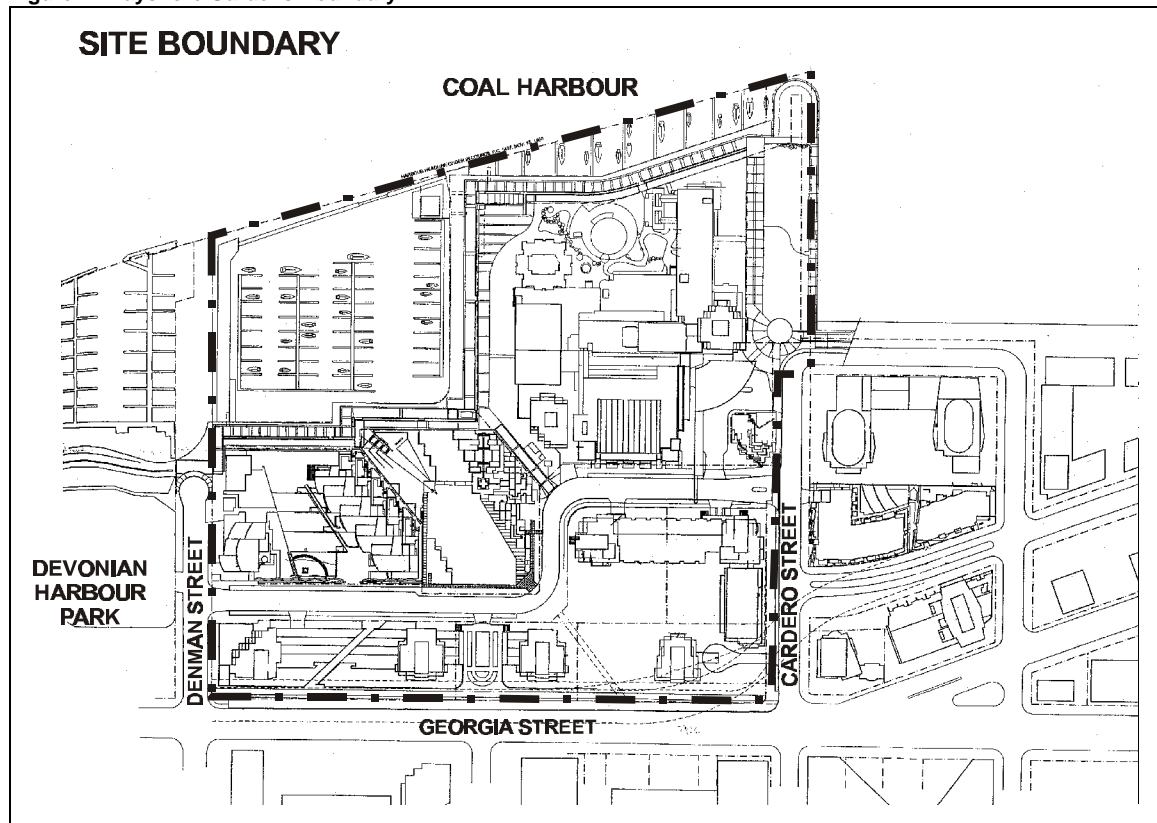 SITE BOUNDARY
COAL HARBOUR
DEVONIAN
HARBOUR
PARK
DENMAN STREET
CARDERO STREET
GEORGIA STREET